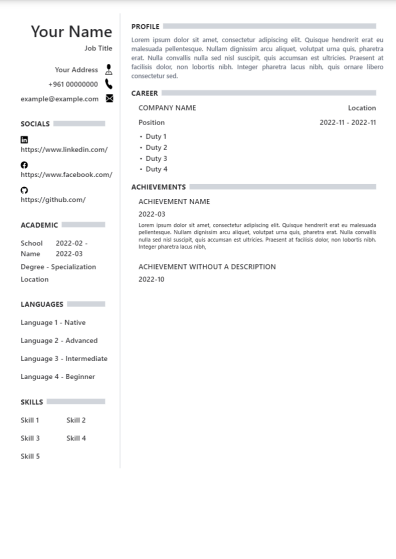 Your Name
Job Title
Your Address
+961 00000000
example@example.com
SOCIALS
https://www.linkedin.com/
https://www.facebook.com/
https://github.com/
ACADEMIC
School Name 2022-02 - 2022-03
Degree - Specialization
Location
LANGUAGES
Language 1 - Native
Language 2 - Advanced
Language 3 - Intermediate
Language 4 - Beginner
SKILLS
Skill 1 Skill 2
Skill 3 Skill 4
Skill 5
PROFILE
Lorem ipsum dolor sit amet, consectetur adipiscing elit. Quisque hendrerit erat eu
malesuada pellentesque. Nullam dignissim arcu aliquet, volutpat urna quis, pharetra
erat. Nulla convallis nulla sed nisl suscipit, quis accumsan est ultricies. Praesent at
facilisis dolor, non lobortis nibh. Integer pharetra lacus nibh, quis ornare libero
consectetur sed.
CAREER
COMPANY NAME Location
Position 2022-11 - 2022-11
• Duty 1
• Duty 2
• Duty 3
• Duty 4
ACHIEVEMENTS
ACHIEVEMENT NAME
2022-03
Lorem ipsum dolor sit amet, consectetur adipiscing elit. Quisque hendrerit erat eu malesuada
pellentesque. Nullam dignissim arcu aliquet, volutpat urna quis, pharetra erat. Nulla convallis
nulla sed nisl suscipit, quis accumsan est ultricies. Praesent at facilisis dolor, non lobortis nibh.
Integer pharetra lacus nibh,
ACHIEVEMENT WITHOUT A DESCRIPTION
2022-10